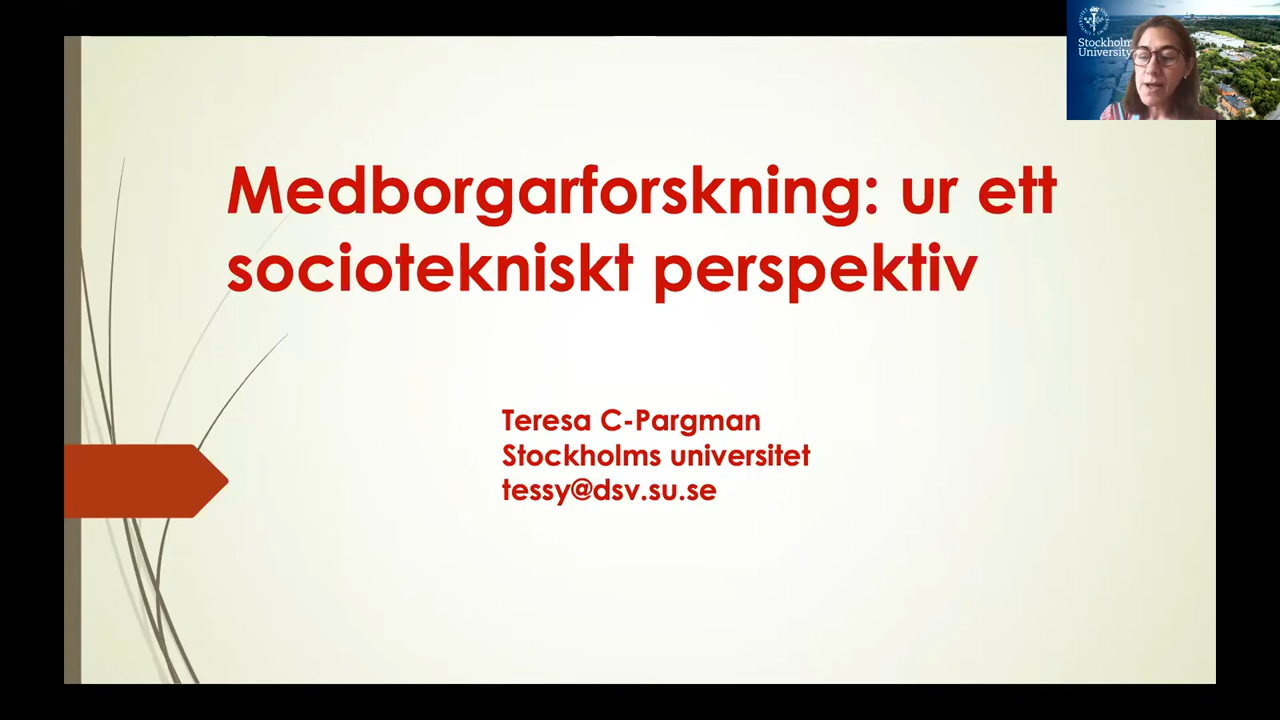 Medborgarforskning: ur ett
sociotekniskt perspektiv
Teresa C-Pargman
Stockholms universitet
tessy@dsv.su.se
Stockholm
University